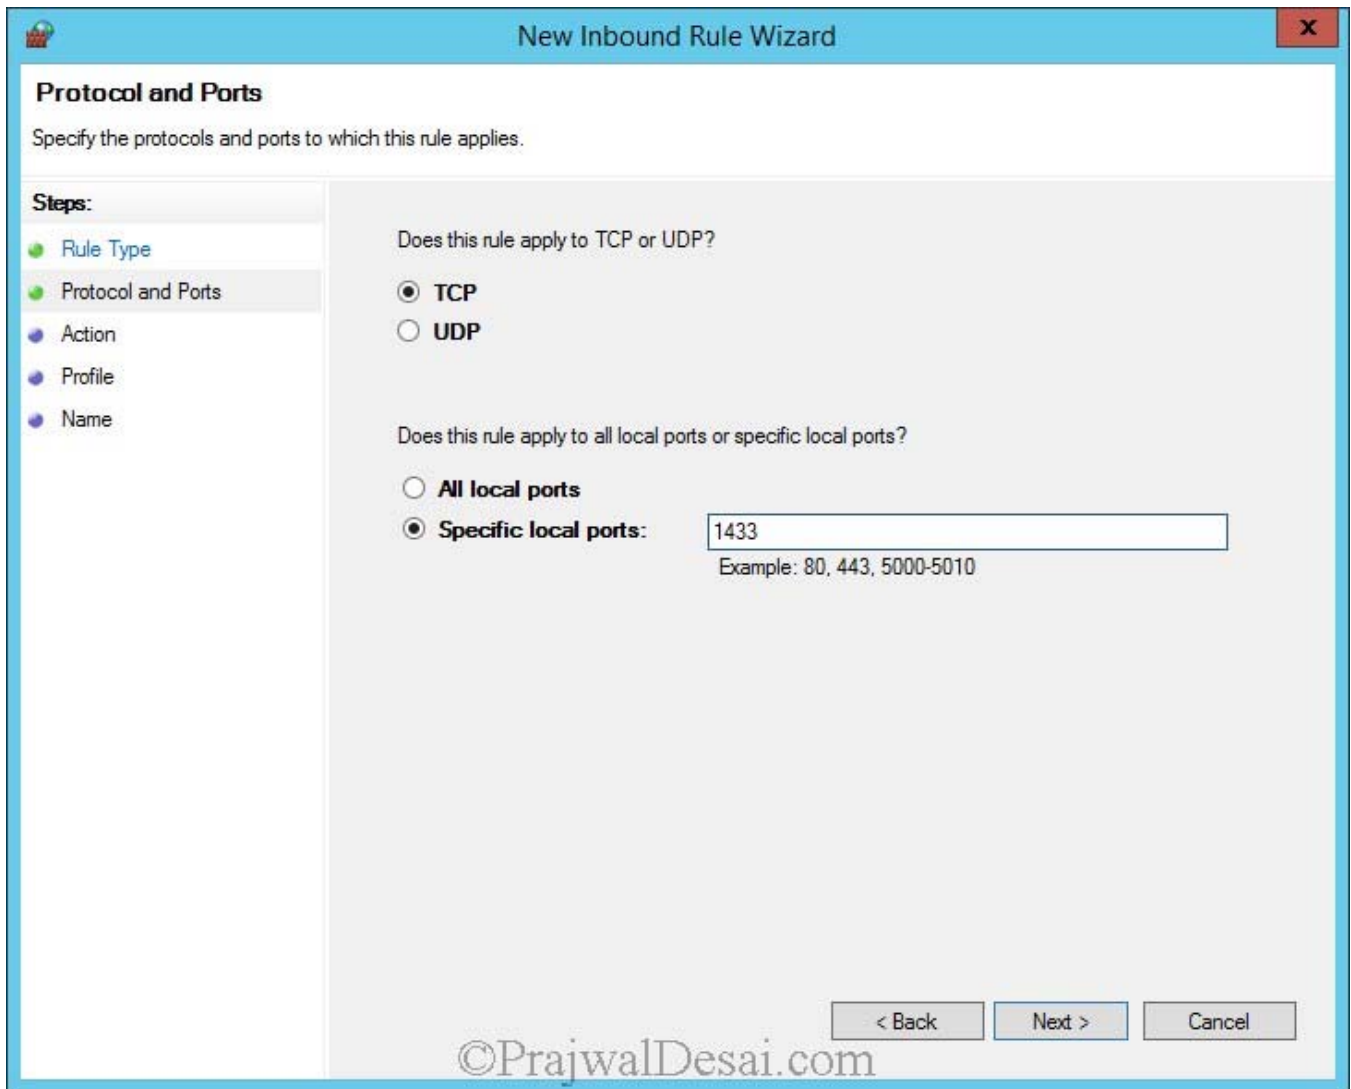 New Inbound Rule Wizard
x
Protocol and Ports
Specify the protocols and ports to which this rule applies.
Steps:
Rule Type
Protocol and Ports
Action
Profile
Name
Does this rule apply to TCP or UDP?
TCP
UDP
Does this rule apply to all local ports or specific local ports?
All local ports
Specific local ports: 1433
Example: 80, 443, 5000-5010
< Back Next > Cancel
©PrajwalDesai.com